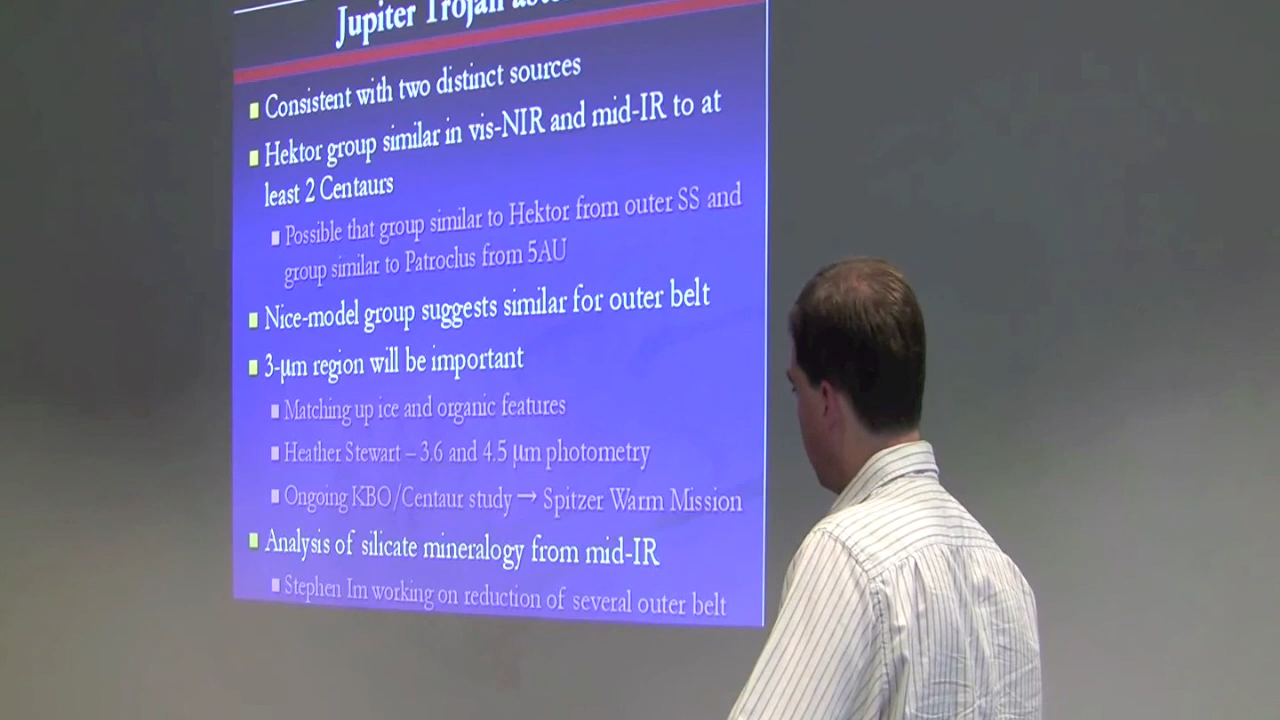 Jupiter Trojan
Consistent with two distinct sources
Hektor group similar in vis-NIR and mid-IR to at
least 2 Centaurs
Possible that group similar to Hektor from outer SS and
group similar to Patroclus from 5AU
Nice-model group suggests similar for outer belt
3-μm region will be important
Matching up ice and organic features
Heather Stewart – 3.6 and 4.5 μm photometry
Ongoing KBO/Centaur study → Spitzer Warm Mission
Analysis of silicate mineralogy from mid-IR
Stephen Im working on reduction of several outer belt